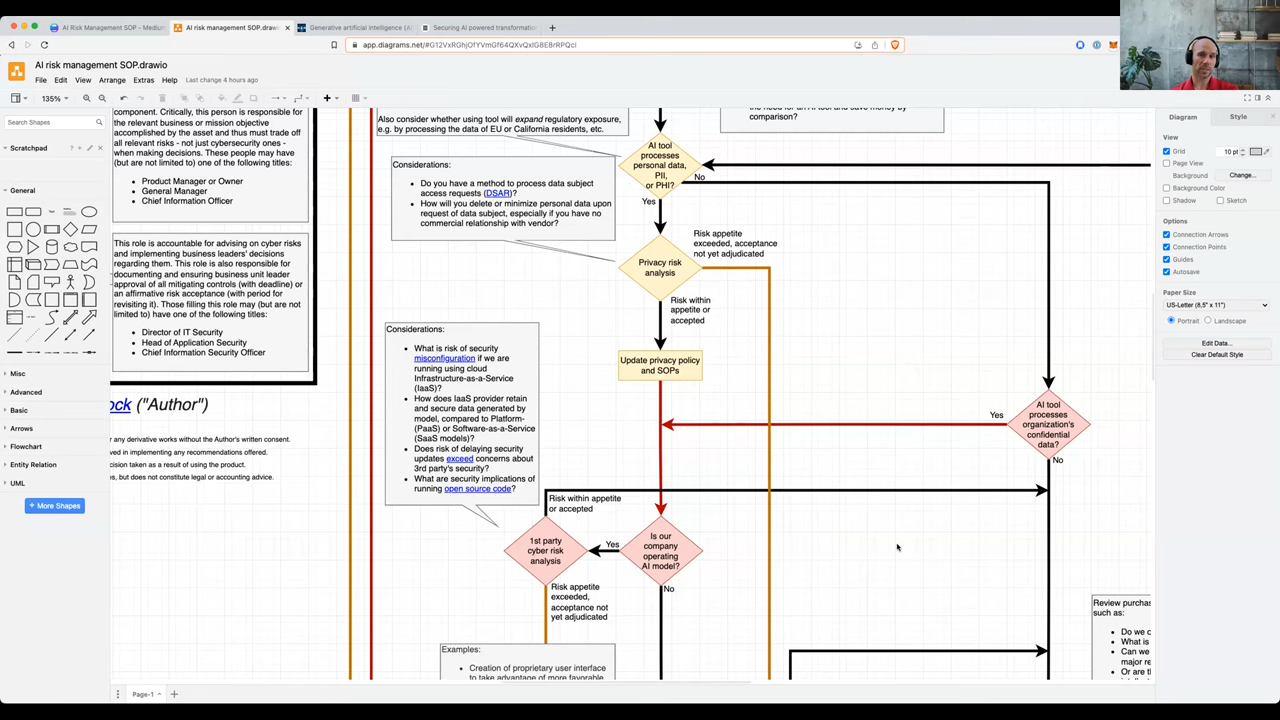 AI Risk Management SOP - Medium
AI risk management SOP.drawio
Generative artificial intelligence (A
Securing AI powered transformation
app.diagrams.net/#G12VxRGhjOfYVmGf64QXvQxIG8E8rRPQcl
AI risk management SOP.drawio
File Edit View Arrange Extras Help Last change 4 hours ago
135%
Search Shapes
Scratchpad
General
Text
Misc
Advanced
Basic
Arrows
Flowchart
Entity Relation
UML
+ More Shapes
component. Critically, this person is responsible for
the relevant business or mission objective
accomplished by the asset and thus must trade off
all relevant risks - not just cybersecurity ones -
when making decisions. These people may have
(but are not limited to) one of the following titles:
• Product Manager or Owner
• General Manager
• Chief Information Officer
This role is accountable for advising on cyber risks
and implementing business leaders' decisions
regarding them. This role is also responsible for
documenting and ensuring business unit leader
approval of all mitigating controls (with deadline) or
an affirmative risk acceptance (with period for
revisiting it). Those filling this role may (but are not
limited to) have one of the following titles:
• Director of IT Security
• Head of Application Security
• Chief Information Security Officer
ock ("Author")
r any derivative works without the Author's written consent.
ved in implementing any recommendations offered.
cision taken as a result of using the product.
s, but does not constitute legal or accounting advice.
Also consider whether using tool will expand regulatory exposure,
e.g. by processing the data of EU or California residents, etc.
the need for an AI tool and save money by
comparison?
Considerations:
• Do you have a method to process data subject
access requests (DSAR)?
• How will you delete or minimize personal data upon
request of data subject, especially if you have no
commercial relationship with vendor?
AI tool
processes
personal data,
PII,
or PHI?
No
Yes
Privacy risk
analysis
Risk appetite
exceeded, acceptance
not yet adjudicated
Risk within
appetite or
accepted
Update privacy policy
and SOPs
Considerations:
• What is risk of security
misconfiguration if we are
running using cloud
Infrastructure-as-a-Service
(IaaS)?
• How does IaaS provider retain
and secure data generated by
model, compared to Platform-
(PaaS) or Software-as-a-Service
(SaaS models)?
• Does risk of delaying security
updates exceed concerns about
3rd party's security?
• What are security implications of
running open source code?
Yes
AI tool
processes
organization's
confidential
data?
No
Risk within appetite
or accepted
1st party
cyber risk
analysis
Yes
Is our
company
operating
AI model?
No
Risk appetite
exceeded,
acceptance not
yet adjudicated
Examples:
• Creation of proprietary user interface
to take advantage of more favorable
Review purchas
such as:
• Do we c
• What is
• Can we
major re
• Or are th
Diagram Style
View
Grid 10 pt
Page View
Background Change...
Background Color
Shadow Sketch
Options
Connection Arrows
Connection Points
Guides
Autosave
Paper Size
US-Letter (8,5" x 11")
Portrait Landscape
Edit Data...
Clear Default Style
Page-1